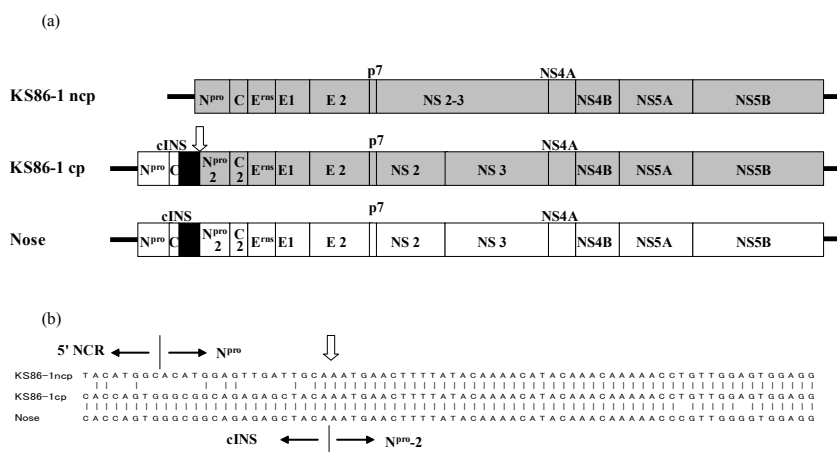 (a)
p7 NS4A
KS86-1 ncp Nᵖʳᵒ C Eʳⁿˢ E1 E 2 NS 2-3 NS4B NS5A NS5B
cINS p7 NS4A
KS86-1 cp Nᵖʳᵒ C Nᵖʳᵒ 2 C 2 Eʳⁿˢ E1 E 2 NS 2 NS 3 NS4B NS5A NS5B
cINS p7 NS4A
Nose Nᵖʳᵒ C Nᵖʳᵒ 2 C 2 Eʳⁿˢ E1 E 2 NS 2 NS 3 NS4B NS5A NS5B
(b)
5' NCR Nᵖʳᵒ
KS86-1ncp TACATGGCACATGGAGTTGATTGCAAATGAACTTTTATACAAAACATACAAACAAAAACCTGTTGGAGTGGAGG
KS86-1cp CACCAGTGGGCGGCAGAGAGCTACAAATGAACTTTTATACAAAACATACAAACAAAAACCTGTTGGAGTGGAGG
Nose CACCAGTGGGCGGCAGAGAGCTACAAATGAACTTTTATACAAAACATACAAACAAAAACCCGTTGGGGTGGAGG
cINS Nᵖʳᵒ-2